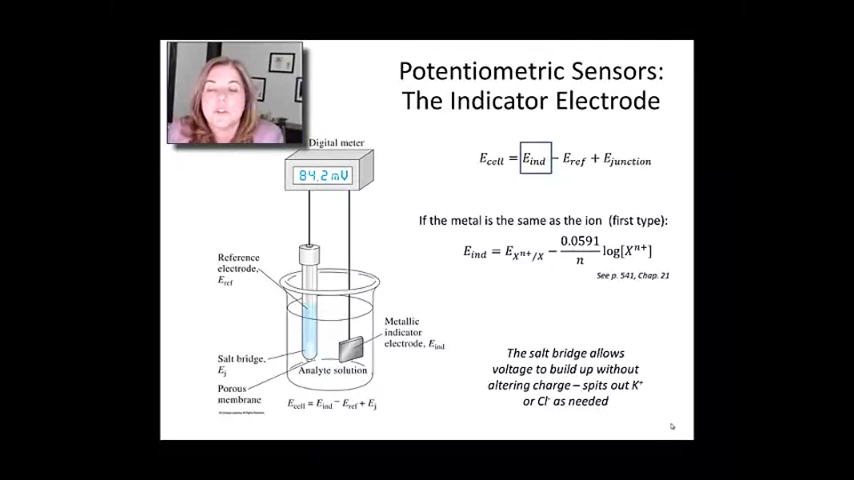 Potentiometric Sensors:
The Indicator Electrode
Digital meter
84.2 mV
E_cell = E_ind − E_ref + E_junction
If the metal is the same as the ion (first type):
E_ind = E_X^n+/X − 0.0591/n log[X^n+]
See p. 541, Chap. 21
Reference
electrode,
E_ref
Metallic
indicator
electrode, E_ind
Salt bridge,
E_j
Analyte solution
Porous
membrane
E_cell = E_ind − E_ref + E_j
The salt bridge allows
voltage to build up without
altering charge – spits out K⁺
or Cl⁻ as needed